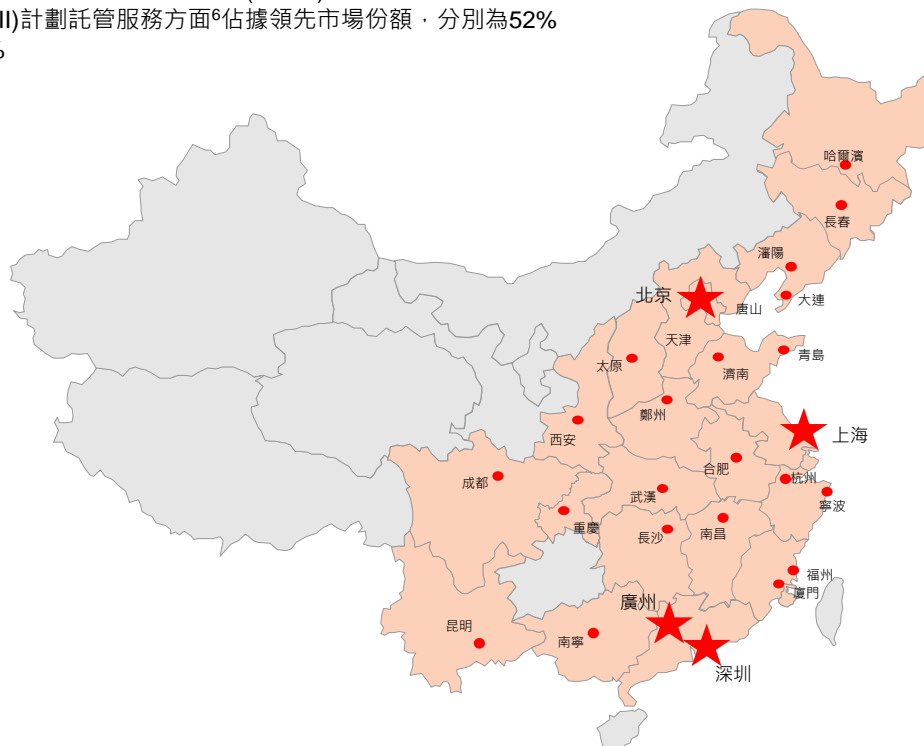 II)計劃託管服務方面⁶佔據領先市場份額，分別為52%
%
哈爾濱
長春
瀋陽
北京
大連
唐山
天津
青島
太原
濟南
鄭州
上海
西安
合肥
成都
杭州
武漢
寧波
重慶
長沙
南昌
福州
廈門
廣州
昆明
南寧
深圳